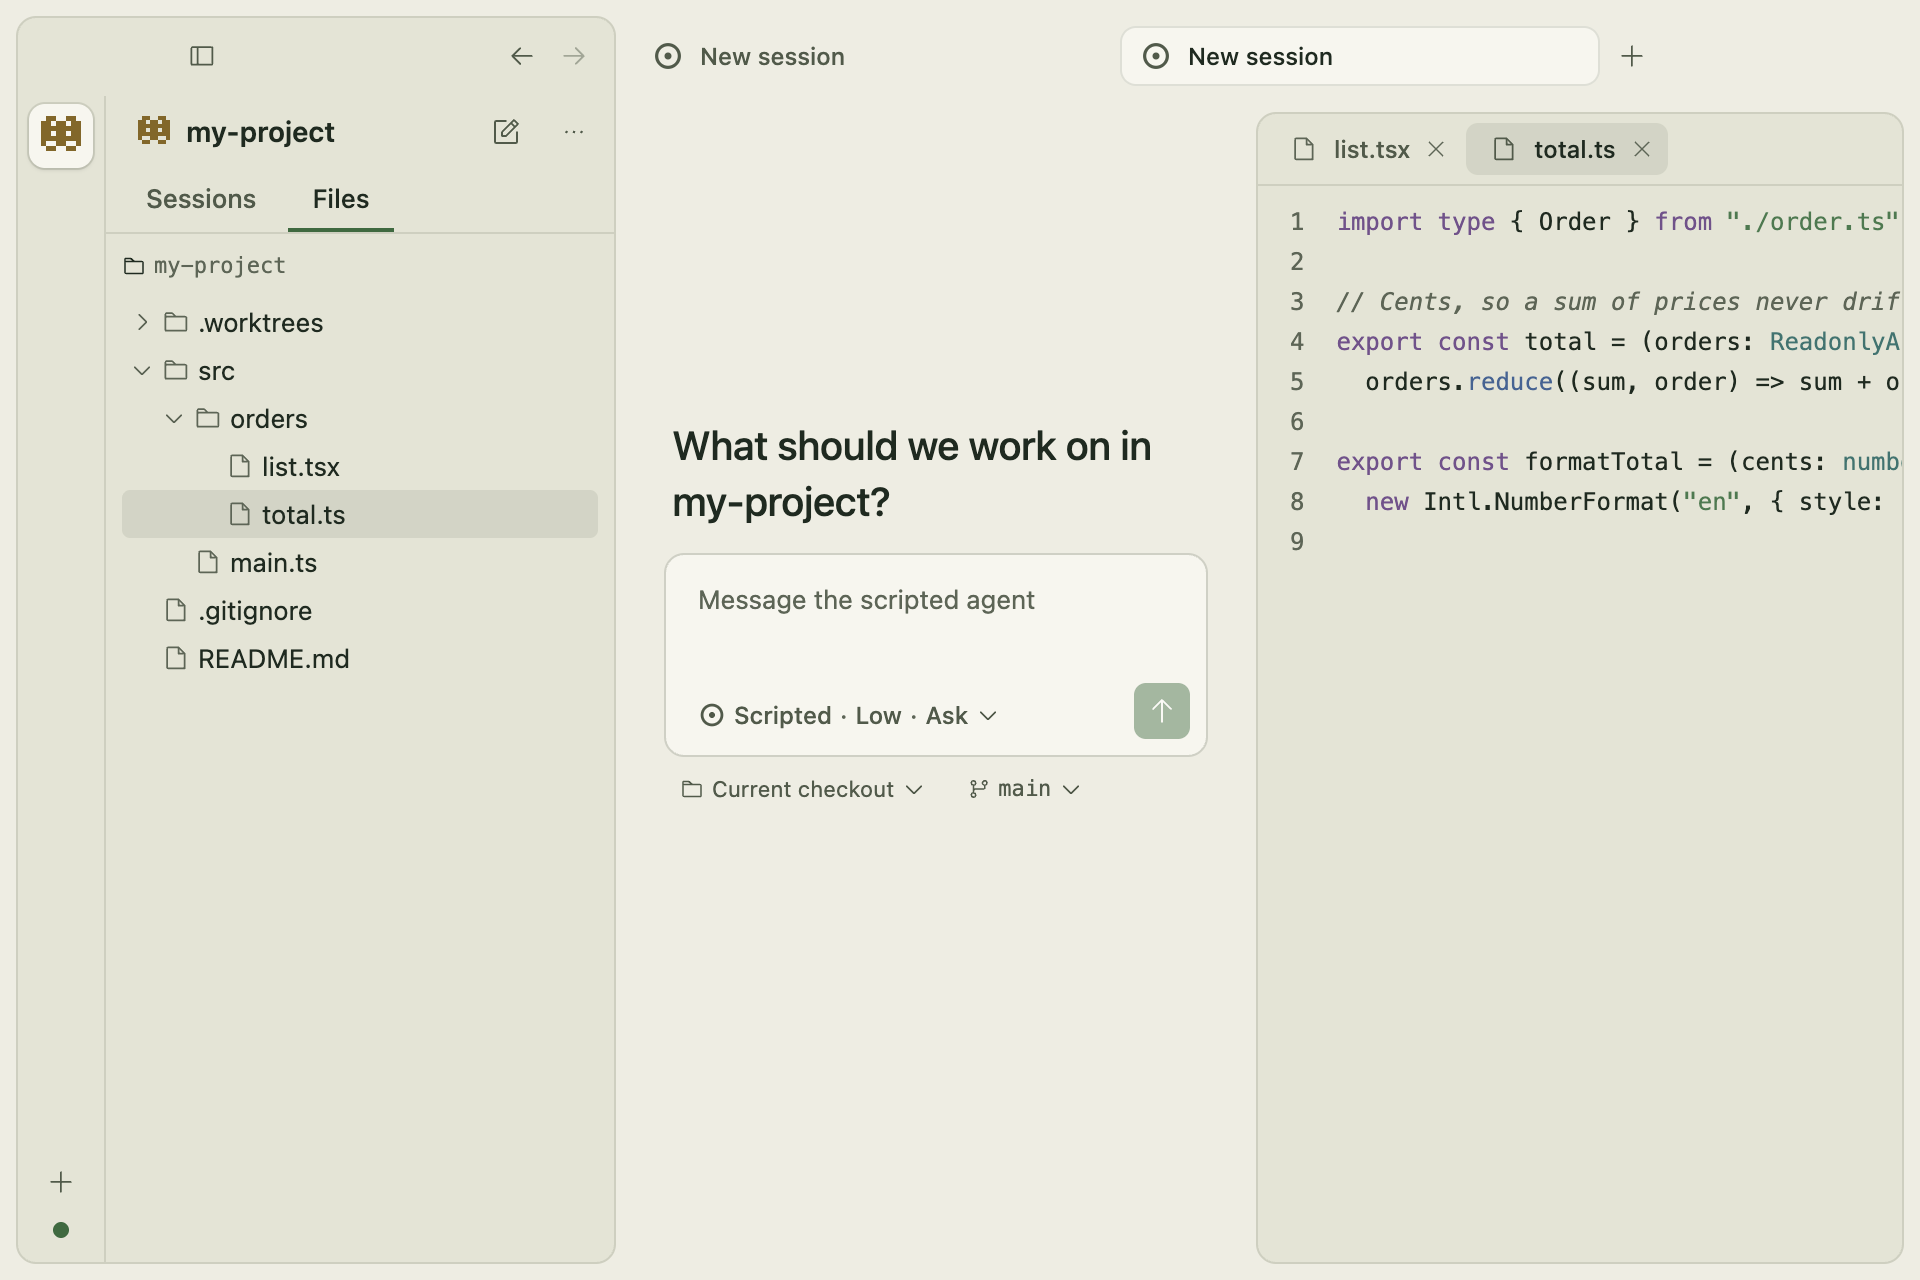 New session
New session
my-project
Sessions
Files
my-project
.worktrees
src
orders
list.tsx
total.ts
main.ts
.gitignore
README.md
What should we work on in
my-project?
Message the scripted agent
Scripted · Low · Ask
Current checkout
main
list.tsx
total.ts
1 import type { Order } from "./order.ts"
2
3 // Cents, so a sum of prices never drif
4 export const total = (orders: ReadonlyA
5 orders.reduce((sum, order) => sum + o
6
7 export const formatTotal = (cents: numb
8 new Intl.NumberFormat("en", { style:
9